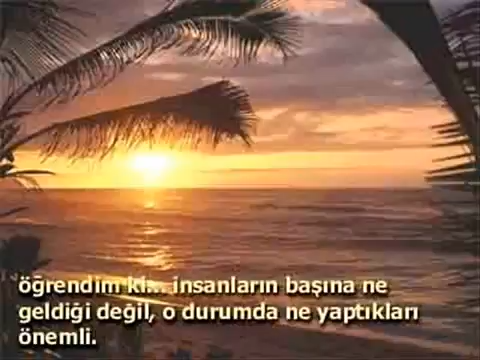 öğrendim ki... insanların başına ne
geldiği değil, o durumda ne yaptıkları
önemli.